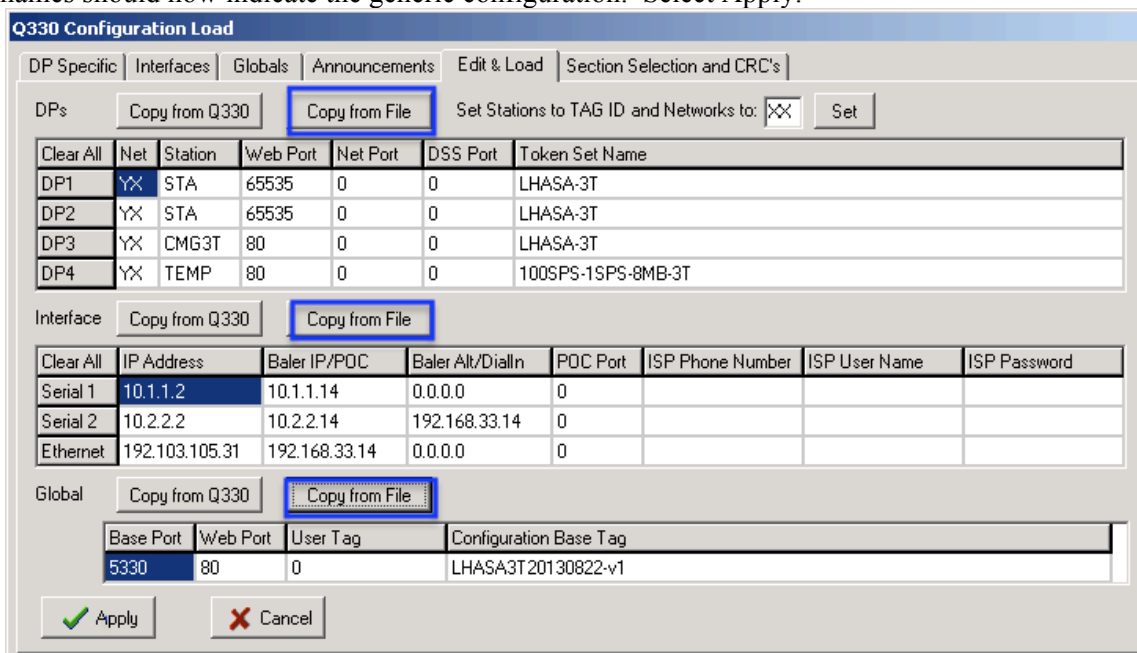 names should now indicate the generic configuration. Select Apply.
Q330 Configuration Load
DP Specific Interfaces Globals Announcements Edit & Load Section Selection and CRC's
DPs Copy from Q330 Copy from File Set Stations to TAG ID and Networks to: XX Set
Clear All Net Station Web Port Net Port DSS Port Token Set Name
DP1 YX STA 65535 0 0 LHASA-3T
DP2 YX STA 65535 0 0 LHASA-3T
DP3 YX CMG3T 80 0 0 LHASA-3T
DP4 YX TEMP 80 0 0 100SPS-1SPS-8MB-3T
Interface Copy from Q330 Copy from File
Clear All IP Address Baler IP/POC Baler Alt/DialIn POC Port ISP Phone Number ISP User Name ISP Password
Serial 1 10.1.1.2 10.1.1.14 0.0.0.0 0
Serial 2 10.2.2.2 10.2.2.14 192.168.33.14 0
Ethernet 192.103.105.31 192.168.33.14 0.0.0.0 0
Global Copy from Q330 Copy from File
Base Port Web Port User Tag Configuration Base Tag
5330 80 0 LHASA3T20130822-v1
Apply Cancel